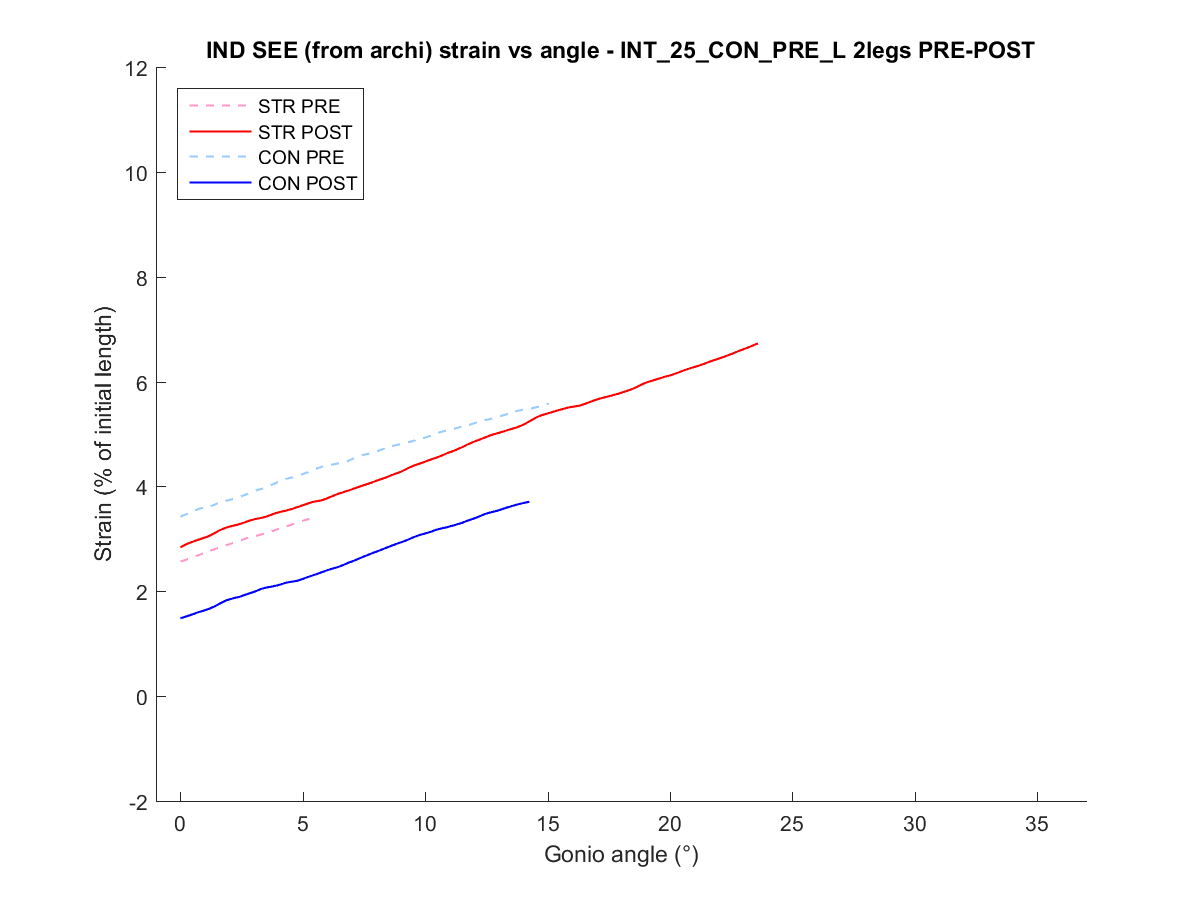 IND SEE (from archi) strain vs angle - INT_25_CON_PRE_L 2legs PRE-POST
12
10
8
6
4
2
0
-2
STR PRE
STR POST
CON PRE
CON POST
Strain (% of initial length)
0 5 10 15 20 25 30 35
Gonio angle (°)